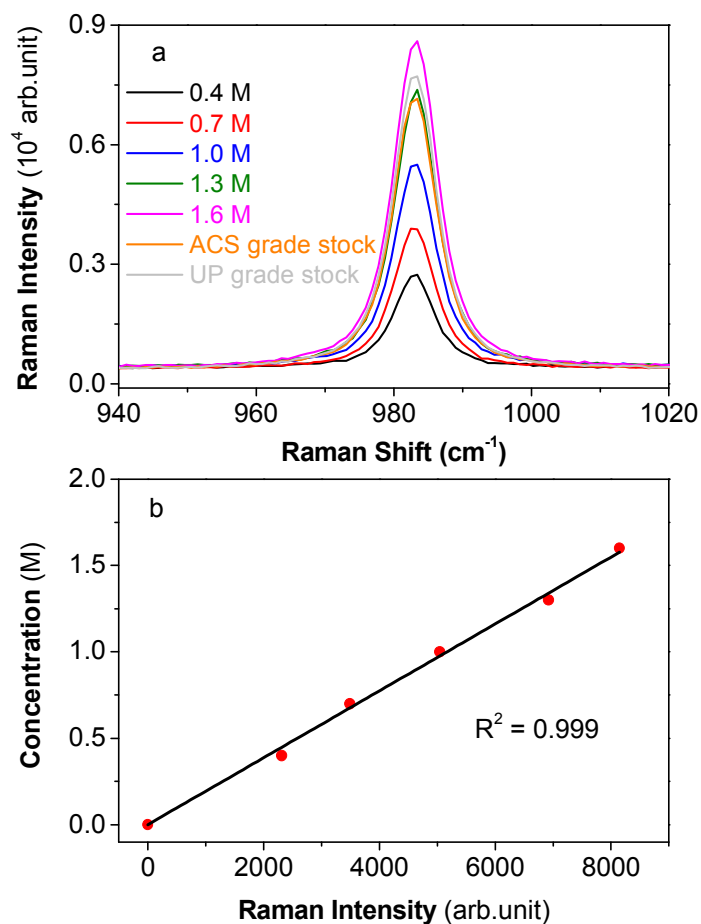 a
0.9
0.6
0.3
0.0
Raman Intensity (10⁴ arb.unit)
0.4 M
0.7 M
1.0 M
1.3 M
1.6 M
ACS grade stock
UP grade stock
940 960 980 1000 1020
Raman Shift (cm⁻¹)
b
2.0
1.5
1.0
0.5
0.0
Concentration (M)
R² = 0.999
0 2000 4000 6000 8000
Raman Intensity (arb.unit)